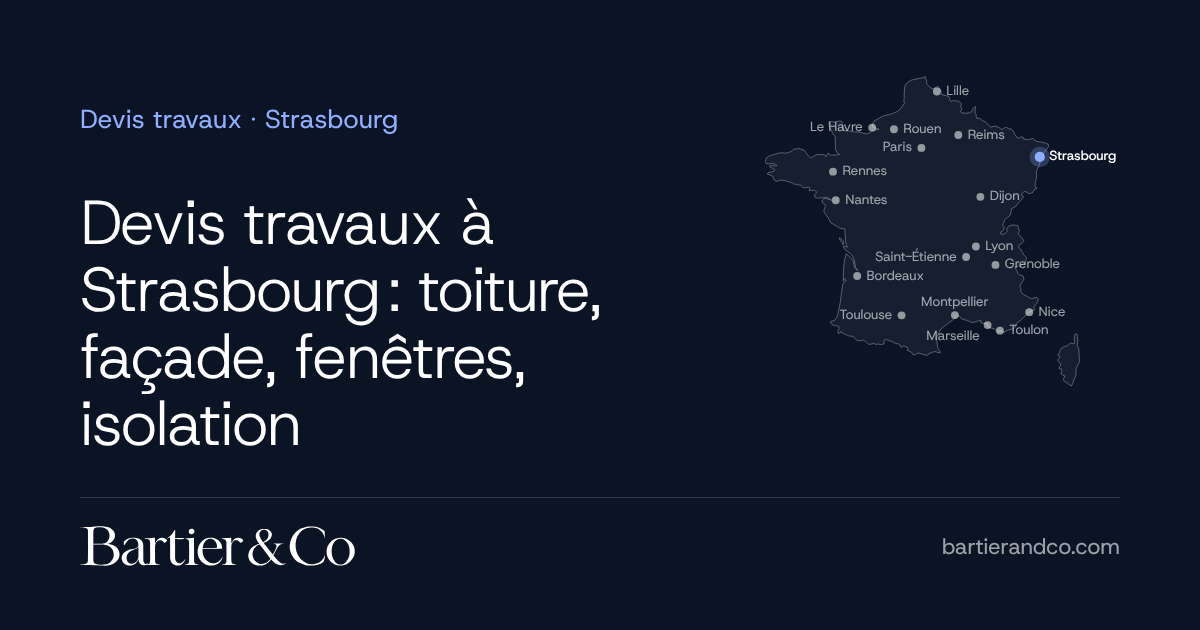 Devis travaux · Strasbourg
Devis travaux à
Strasbourg : toiture,
façade, fenêtres,
isolation
Lille
Le Havre
Rouen
Reims
Paris
Strasbourg
Rennes
Nantes
Dijon
Lyon
Saint-Étienne
Grenoble
Bordeaux
Montpellier
Toulouse
Nice
Toulon
Marseille
Bartier & Co
bartierandco.com